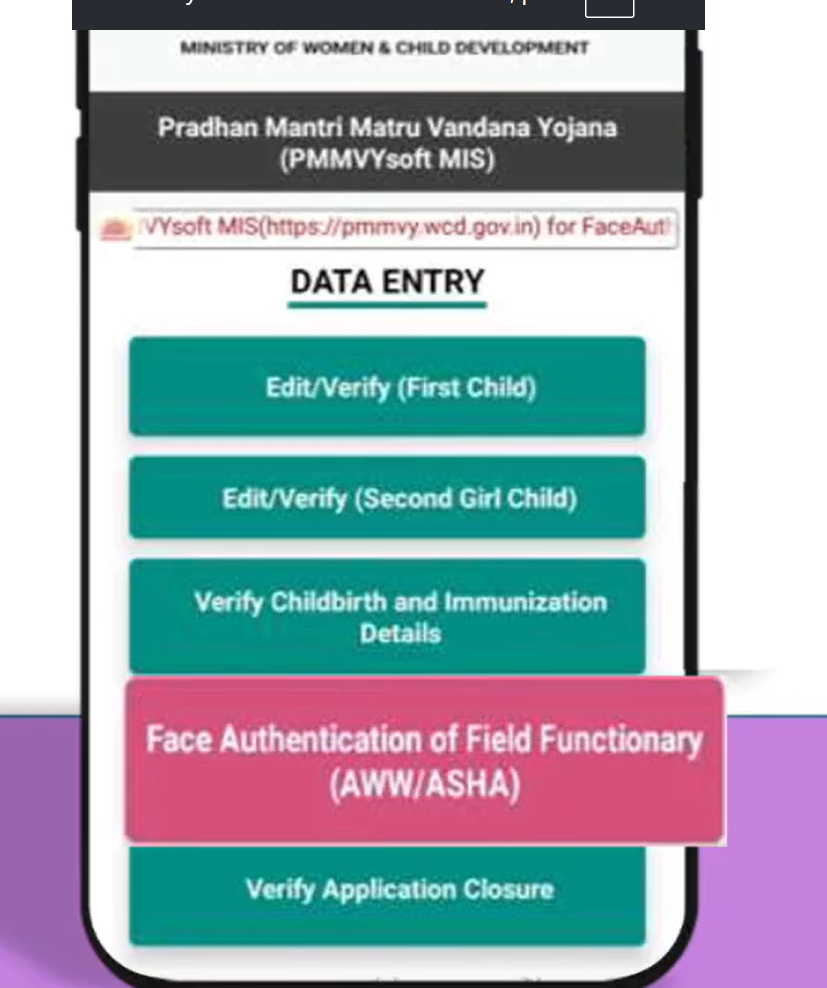 MINISTRY OF WOMEN & CHILD DEVELOPMENT
Pradhan Mantri Matru Vandana Yojana
(PMMVYsoft MIS)
VYsoft MIS(https://pmmvy.wcd.gov.in) for FaceAuth
DATA ENTRY
Edit/Verify (First Child)
Edit/Verify (Second Girl Child)
Verify Childbirth and Immunization
Details
Face Authentication of Field Functionary
(AWW/ASHA)
Verify Application Closure